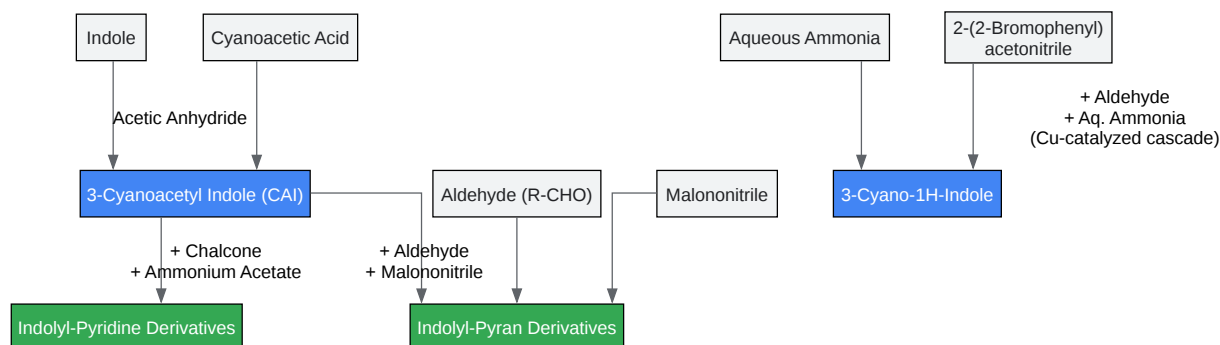 Indole
Cyanoacetic Acid
Aqueous Ammonia
2-(2-Bromophenyl)
acetonitrile
Acetic Anhydride
+ Aldehyde
+ Aq. Ammonia
(Cu-catalyzed cascade)
3-Cyanoacetyl Indole (CAI)
Aldehyde (R-CHO)
Malononitrile
3-Cyano-1H-Indole
+ Chalcone
+ Ammonium Acetate
+ Aldehyde
+ Malononitrile
Indolyl-Pyridine Derivatives
Indolyl-Pyran Derivatives